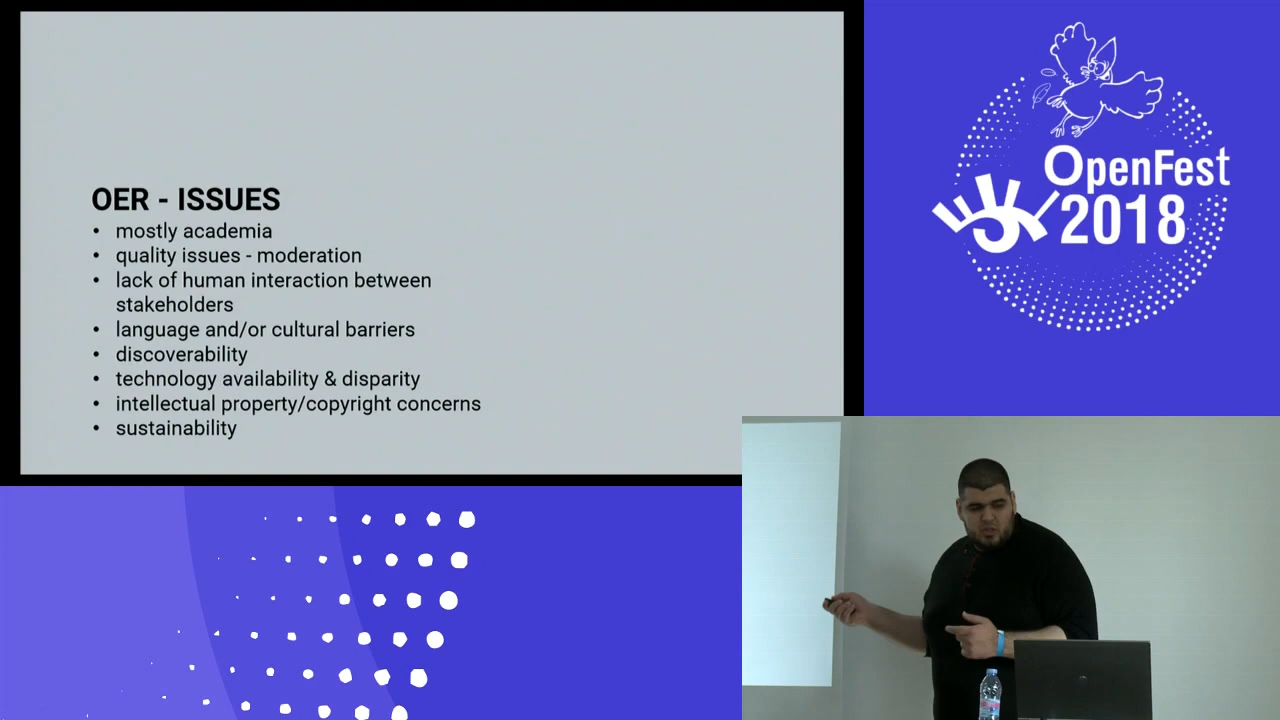 OER - ISSUES
• mostly academia
• quality issues - moderation
• lack of human interaction between
stakeholders
• language and/or cultural barriers
• discoverability
• technology availability & disparity
• intellectual property/copyright concerns
• sustainability
OpenFest
2018